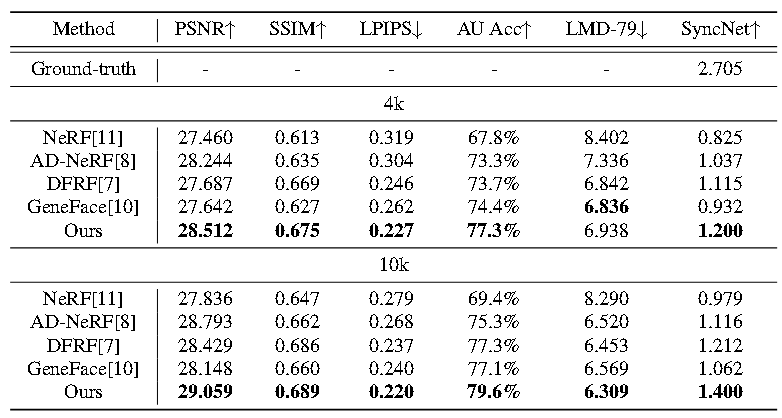 Method PSNR↑ SSIM↑ LPIPS↓ AU Acc↑ LMD-79↓ SyncNet↑
Ground-truth - - - - - 2.705
4k
NeRF[11] 27.460 0.613 0.319 67.8% 8.402 0.825
AD-NeRF[8] 28.244 0.635 0.304 73.3% 7.336 1.037
DFRF[7] 27.687 0.669 0.246 73.7% 6.842 1.115
GeneFace[10] 27.642 0.627 0.262 74.4% 6.836 0.932
Ours 28.512 0.675 0.227 77.3% 6.938 1.200
10k
NeRF[11] 27.836 0.647 0.279 69.4% 8.290 0.979
AD-NeRF[8] 28.793 0.662 0.268 75.3% 6.520 1.116
DFRF[7] 28.429 0.686 0.237 77.3% 6.453 1.212
GeneFace[10] 28.148 0.660 0.240 77.1% 6.569 1.062
Ours 29.059 0.689 0.220 79.6% 6.309 1.400